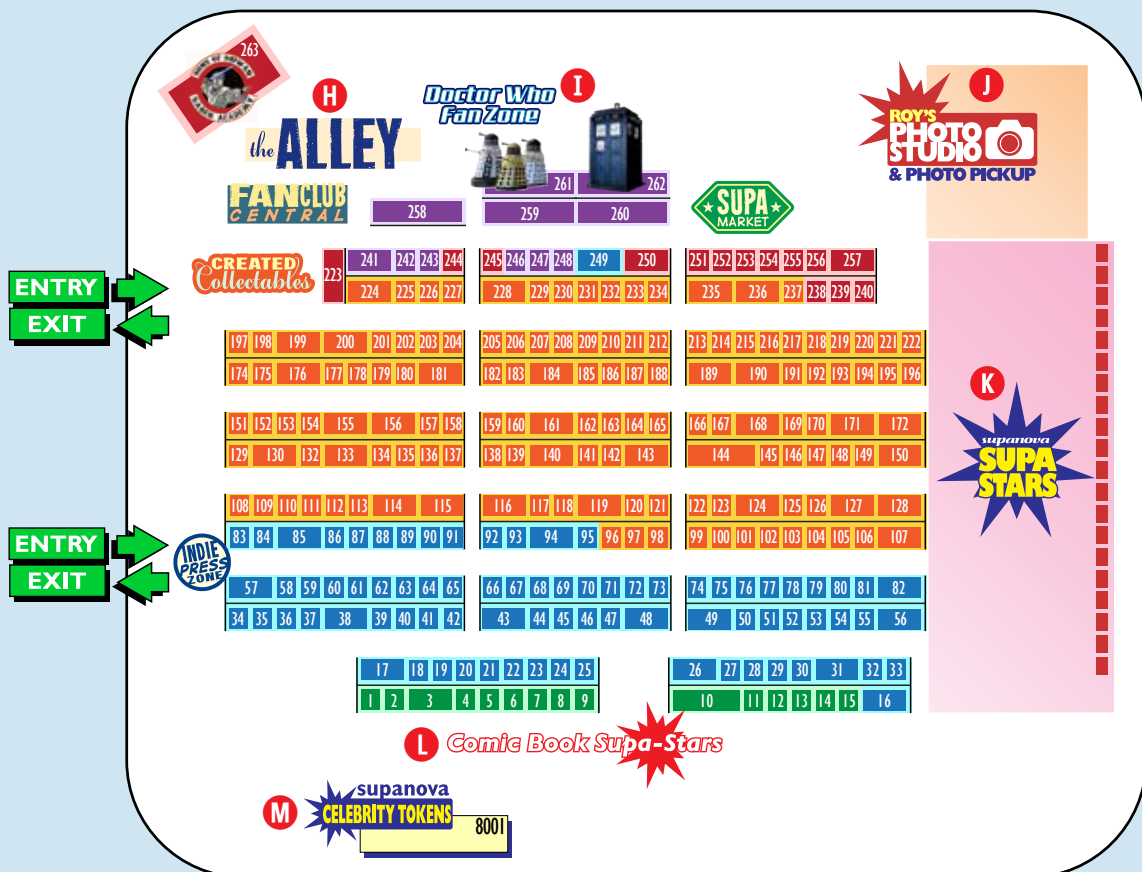 263
H
the ALLEY
Doctor Who
Fan Zone
I
J
ROY'S
PHOTO
STUDIO
& PHOTO PICKUP
FANCLUB
CENTRAL
258
261 262
259 260
SUPA
MARKET
CREATED
Collectables
ENTRY
EXIT
223
241 242 243 244
224 225 226 227
245 246 247 248 249 250
228 229 230 231 232 233 234
251 252 253 254 255 256 257
235 236 237 238 239 240
197 198 199 200 201 202 203 204
174 175 176 177 178 179 180 181
205 206 207 208 209 210 211 212
182 183 184 185 186 187 188
213 214 215 216 217 218 219 220 221 222
189 190 191 192 193 194 195 196
K
supanova
SUPA
STARS
151 152 153 154 155 156 157 158
129 130 132 133 134 135 136 137
159 160 161 162 163 164 165
138 139 140 141 142 143
166 167 168 169 170 171 172
144 145 146 147 148 149 150
108 109 110 111 112 113 114 115
83 84 85 86 87 88 89 90 91
116 117 118 119 120 121
92 93 94 95 96 97 98
122 123 124 125 126 127 128
99 100 101 102 103 104 105 106 107
ENTRY
EXIT
INDIE
PRESS
ZONE
57 58 59 60 61 62 63 64 65
34 35 36 37 38 39 40 41 42
66 67 68 69 70 71 72 73
43 44 45 46 47 48
74 75 76 77 78 79 80 81 82
49 50 51 52 53 54 55 56
17 18 19 20 21 22 23 24 25
1 2 3 4 5 6 7 8 9
26 27 28 29 30 31 32 33
10 11 12 13 14 15 16
L
Comic Book Supa-Stars
M
supanova
CELEBRITY TOKENS
8001